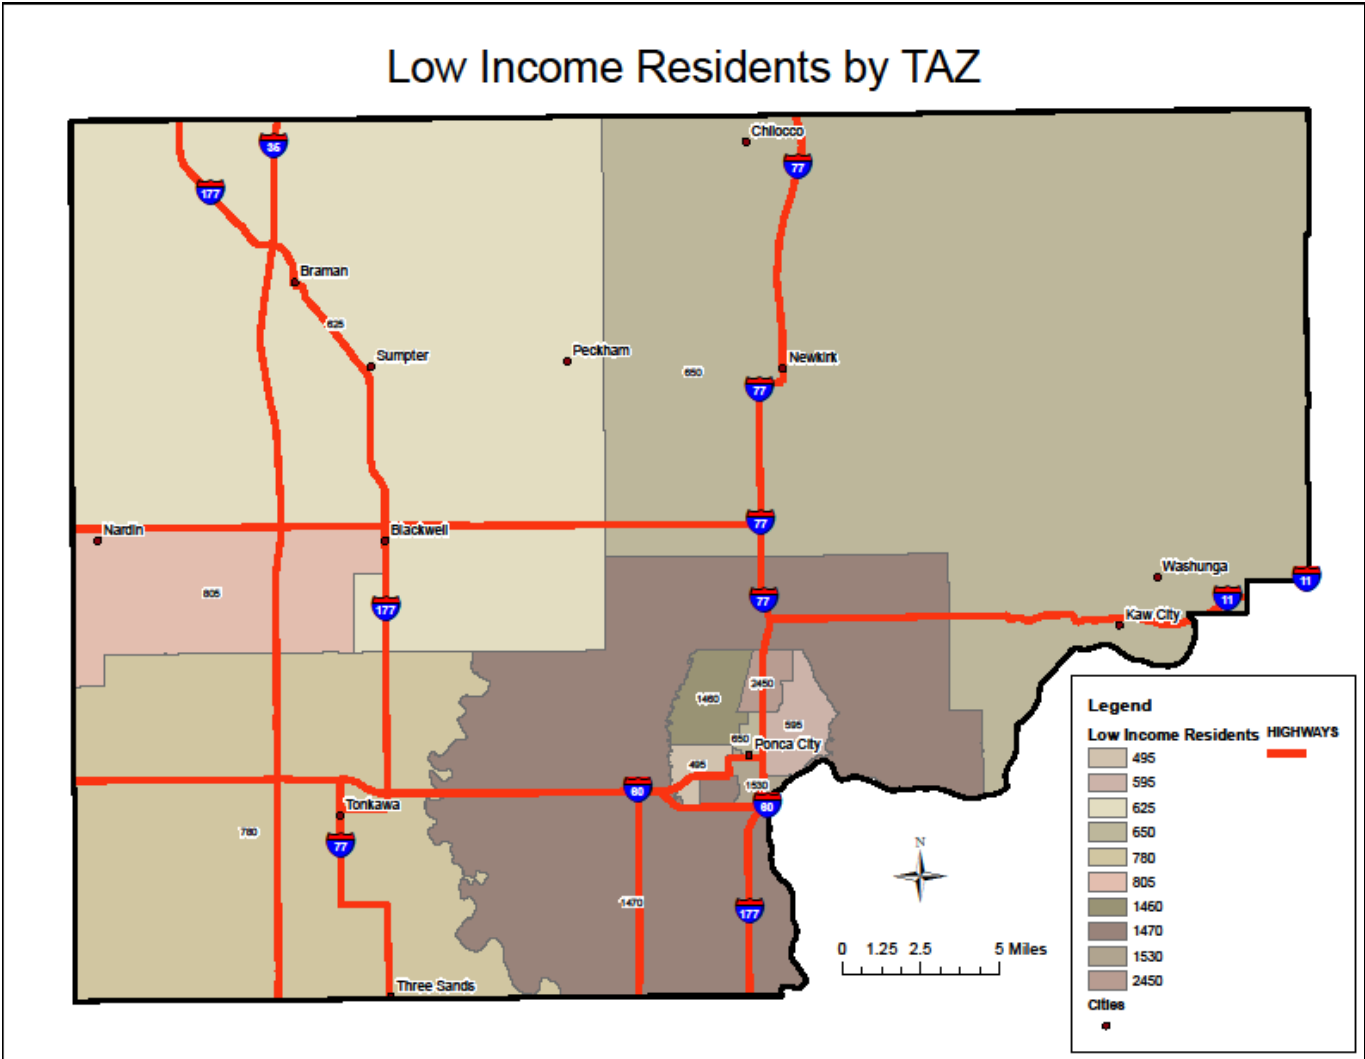 Low Income Residents by TAZ
Chilocco
35
77
177
Braman
625
Sumpter
Peckham
Newkirk
650
77
77
Nardin
Blackwell
Washunga
11
805
177
77
11
Kaw City
2450
1460
595
650
Ponca City
495
1530
60
60
Tonkawa
780
77
1470
177
Three Sands
N
0 1.25 2.5 5 Miles
Legend
Low Income Residents HIGHWAYS
495
595
625
650
780
805
1460
1470
1530
2450
Cities